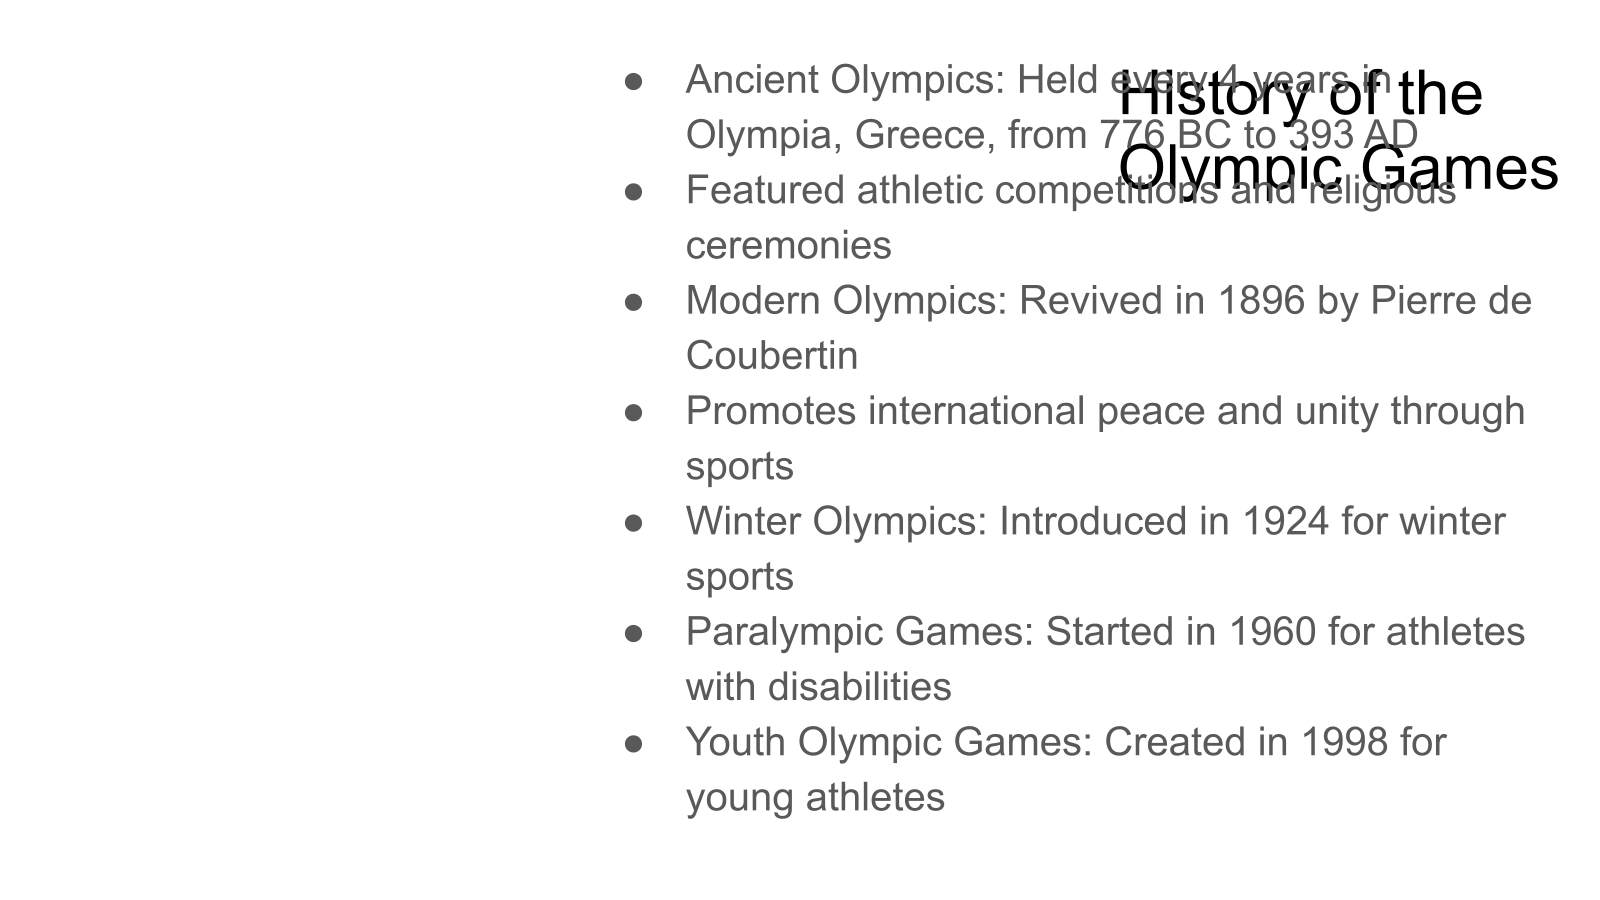 History of the
Olympic Games
● Ancient Olympics: Held every 4 years in
Olympia, Greece, from 776 BC to 393 AD
● Featured athletic competitions and religious
ceremonies
● Modern Olympics: Revived in 1896 by Pierre de
Coubertin
● Promotes international peace and unity through
sports
● Winter Olympics: Introduced in 1924 for winter
sports
● Paralympic Games: Started in 1960 for athletes
with disabilities
● Youth Olympic Games: Created in 1998 for
young athletes